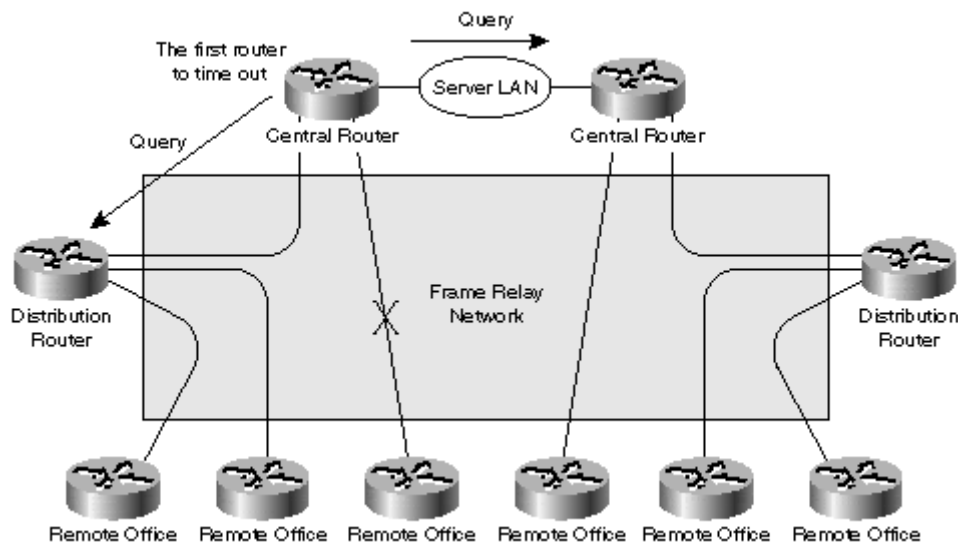 Query
The first router
to time out
Server LAN
Central Router
Central Router
Query
Frame Relay
Network
Distribution
Router
Distribution
Router
Remote Office
Remote Office
Remote Office
Remote Office
Remote Office
Remote Office